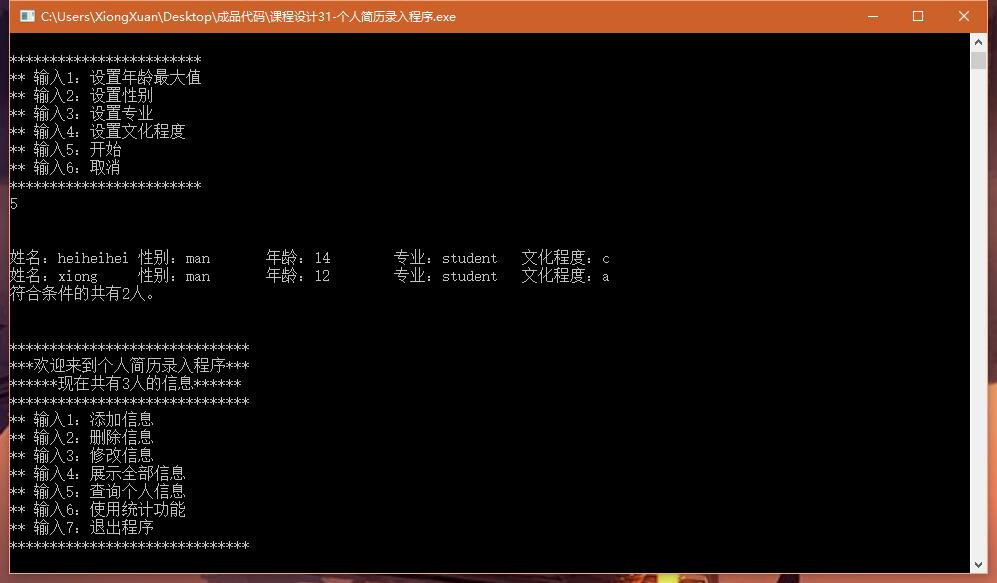 C:\Users\XiongXuan\Desktop\成品代码\课程设计31-个人简历录入程序.exe
************************
** 输入1：设置年龄最大值
** 输入2：设置性别
** 输入3：设置专业
** 输入4：设置文化程度
** 输入5：开始
** 输入6：取消
************************
5
姓名：heiheihei 性别：man 年龄：14 专业：student 文化程度：c
姓名：xiong 性别：man 年龄：12 专业：student 文化程度：a
符合条件的共有2人。
******************************
***欢迎来到个人简历录入程序***
******现在共有3人的信息******
******************************
** 输入1：添加信息
** 输入2：删除信息
** 输入3：修改信息
** 输入4：展示全部信息
** 输入5：查询个人信息
** 输入6：使用统计功能
** 输入7：退出程序
******************************